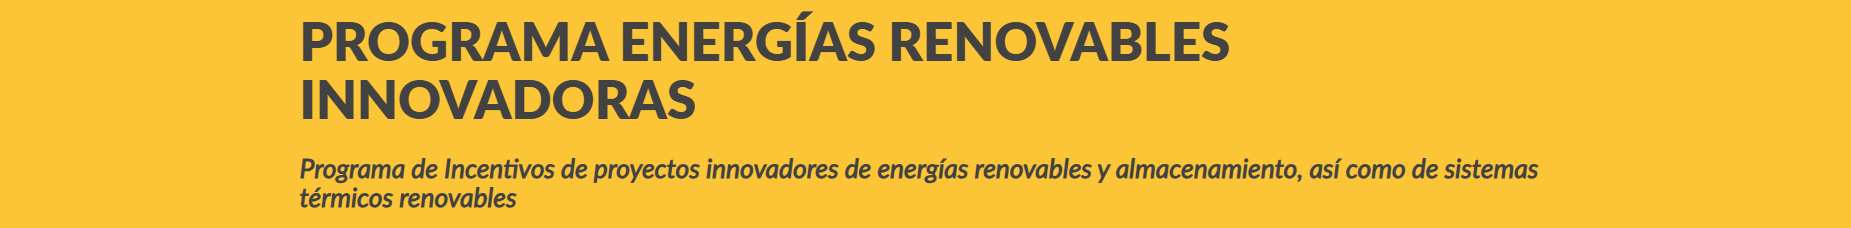 PROGRAMA ENERGÍAS RENOVABLES
INNOVADORAS
Programa de Incentivos de proyectos innovadores de energías renovables y almacenamiento, así como de sistemas
térmicos renovables